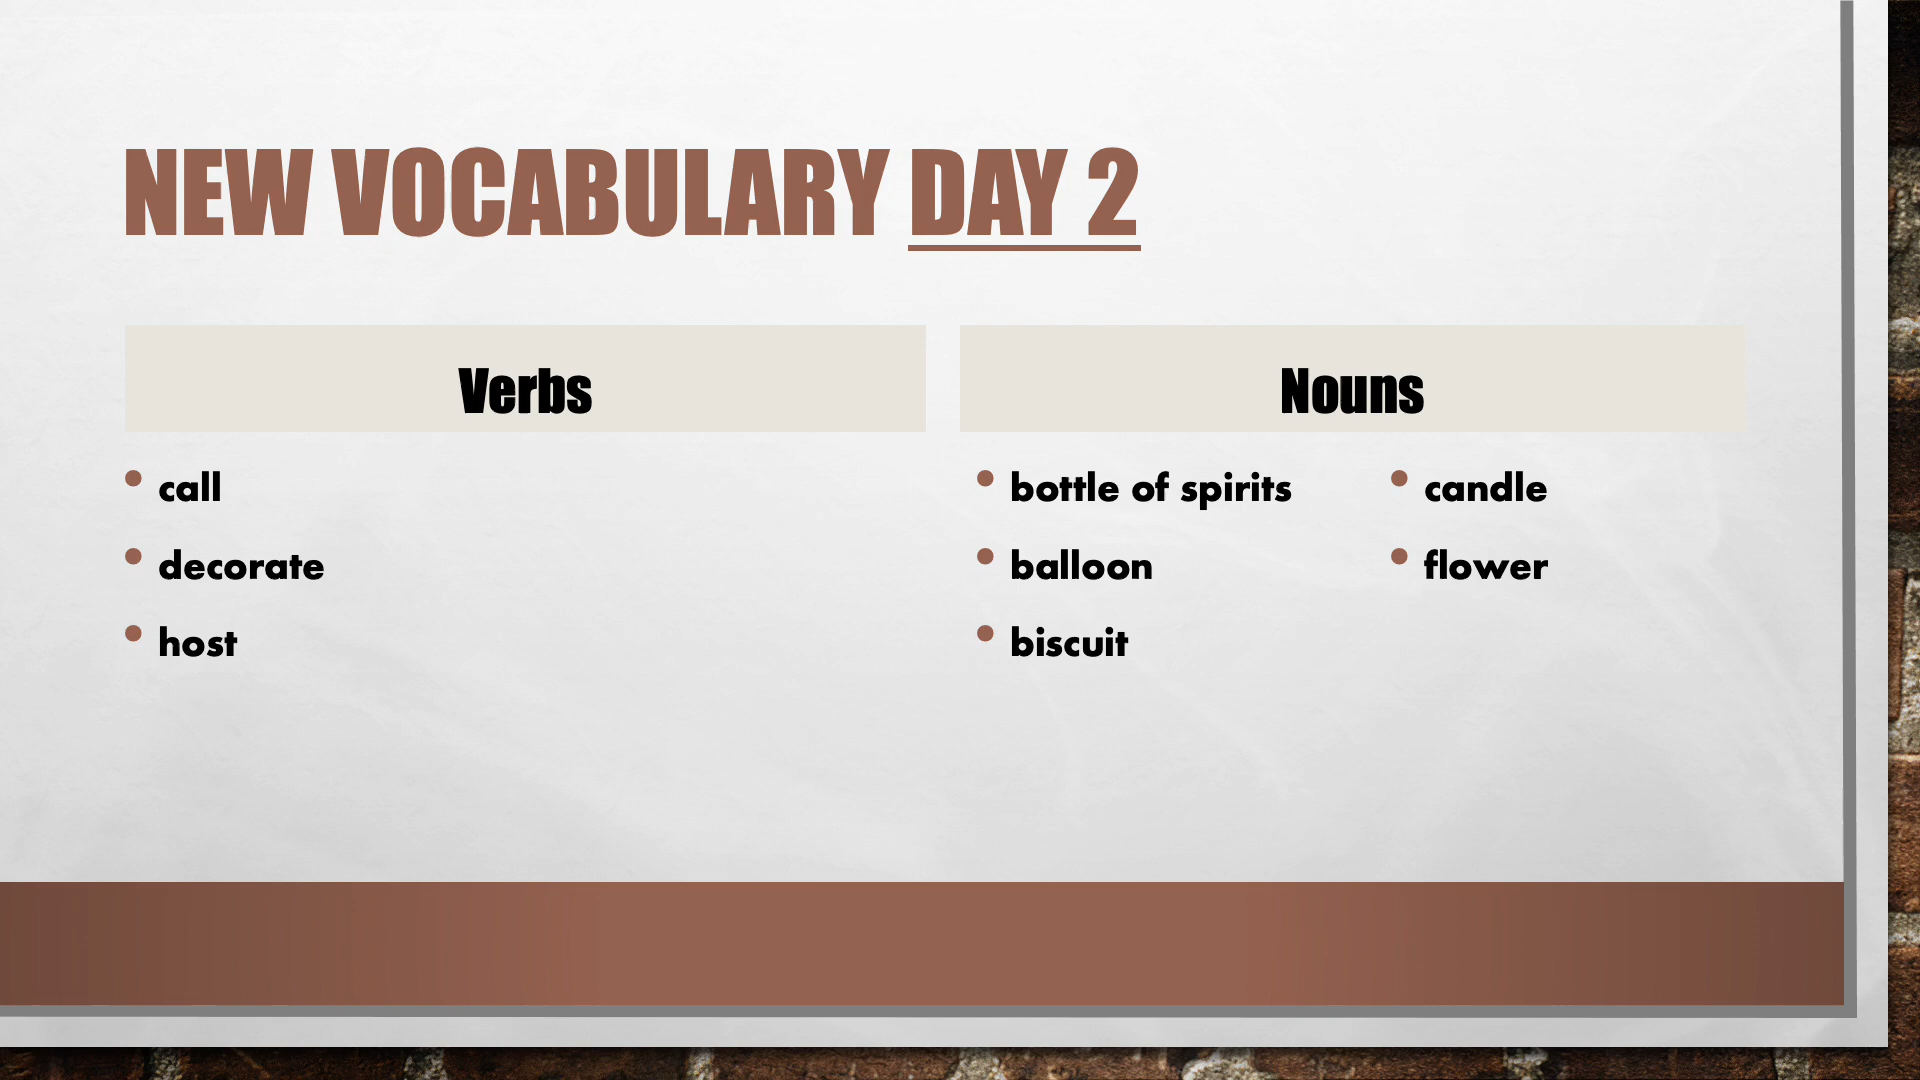 NEW VOCABULARY DAY 2
Verbs
• call
• decorate
• host
Nouns
• bottle of spirits
• balloon
• biscuit
• candle
• flower